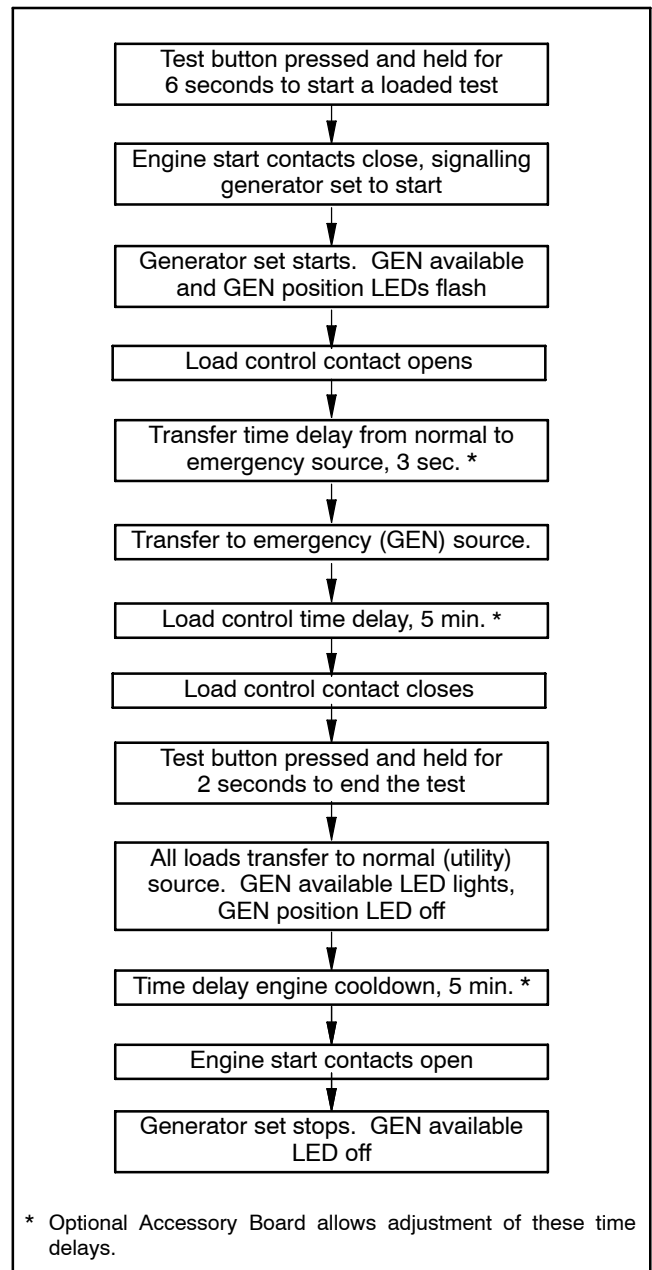 Test button pressed and held for
6 seconds to start a loaded test
Engine start contacts close, signalling
generator set to start
Generator set starts. GEN available
and GEN position LEDs flash
Load control contact opens
Transfer time delay from normal to
emergency source, 3 sec. *
Transfer to emergency (GEN) source.
Load control time delay, 5 min. *
Load control contact closes
Test button pressed and held for
2 seconds to end the test
All loads transfer to normal (utility)
source. GEN available LED lights,
GEN position LED off
Time delay engine cooldown, 5 min. *
Engine start contacts open
Generator set stops. GEN available
LED off
* Optional Accessory Board allows adjustment of these time
delays.